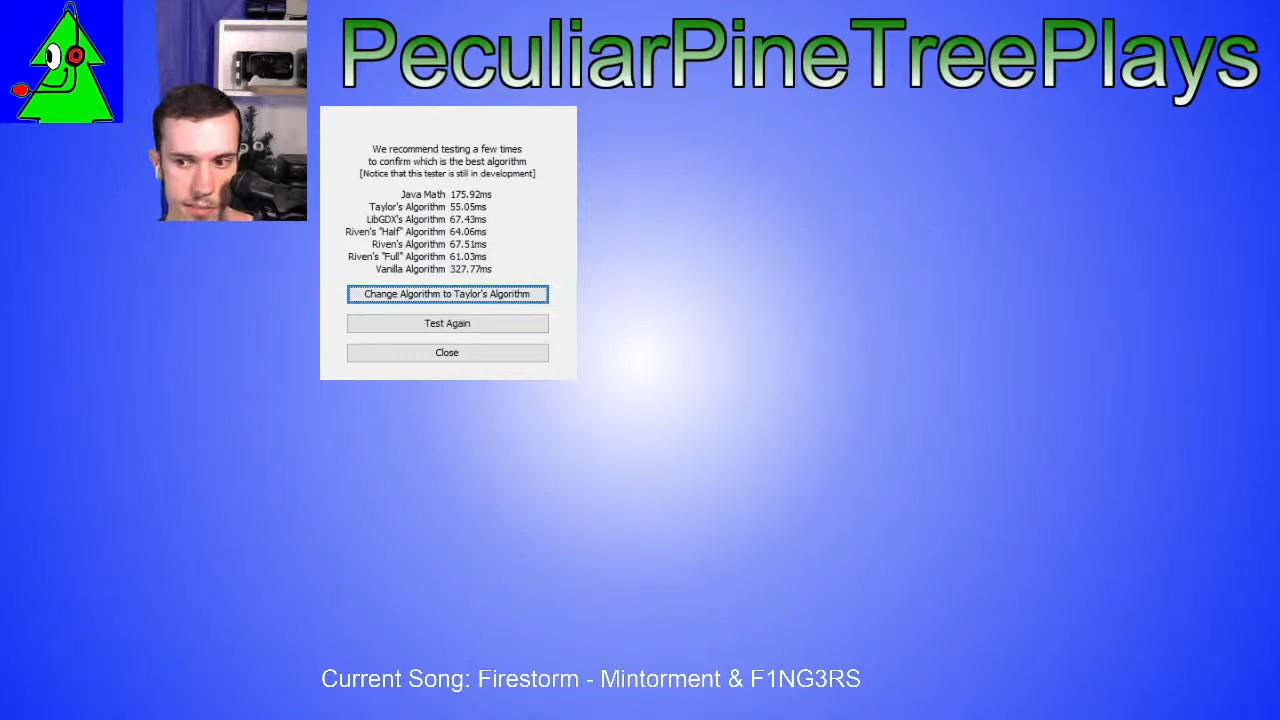 PeculiarPineTreePlays
We recommend testing a few times
to confirm which is the best algorithm
[Notice that this tester is still in development]
Java Math 175.92ms
Taylor's Algorithm 55.05ms
LibGDX's Algorithm 67.43ms
Riven's "Half" Algorithm 64.06ms
Riven's Algorithm 67.51ms
Riven's "Full" Algorithm 61.03ms
Vanilla Algorithm 327.77ms
Change Algorithm to Taylor's Algorithm
Test Again
Close
Current Song: Firestorm - Mintorment & F1NG3RS